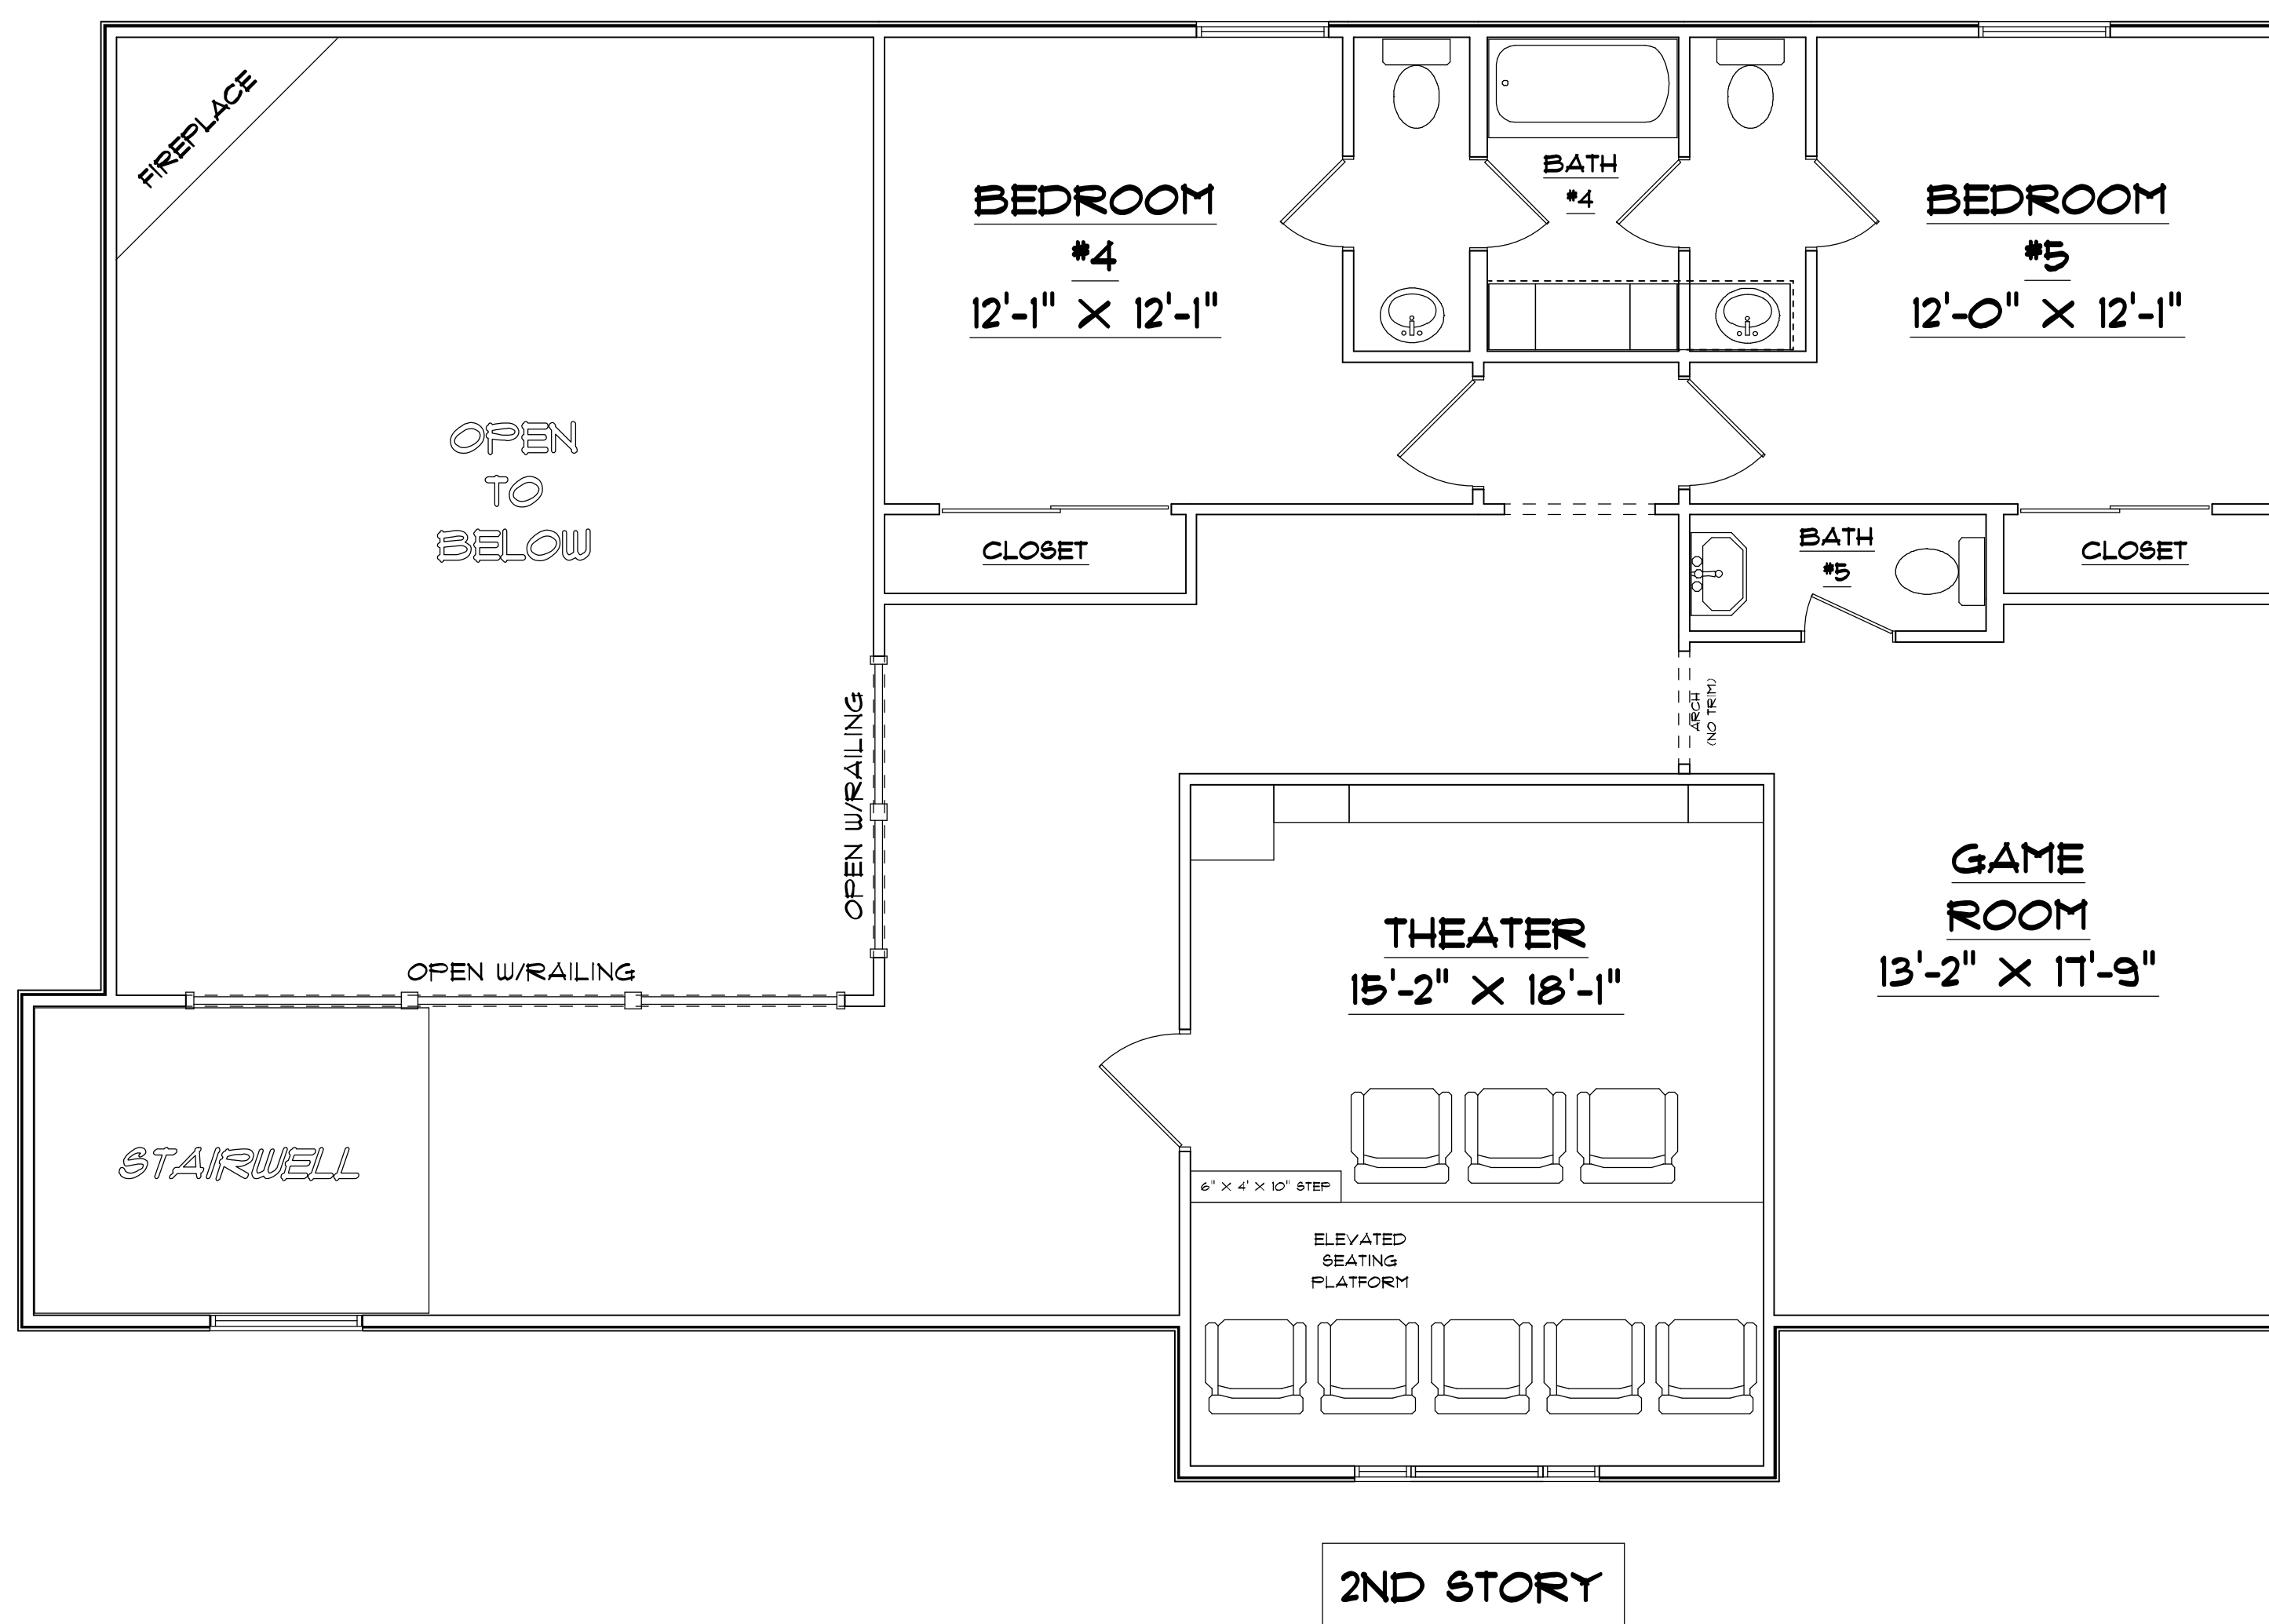 FIREPLACE
OPEN
TO
BELOW
BEDROOM
#4
12'-1" X 12'-1"
BATH
#4
BEDROOM
#5
12'-0" X 12'-1"
CLOSET
BATH
#5
CLOSET
OPEN W/RAILING
ARCH
(NO TRIM)
OPEN W/RAILING
THEATER
15'-2" X 18'-1"
GAME
ROOM
13'-2" X 17'-9"
STAIRWELL
6" X 4' X 10" STEP
ELEVATED
SEATING
PLATFORM
2ND STORY